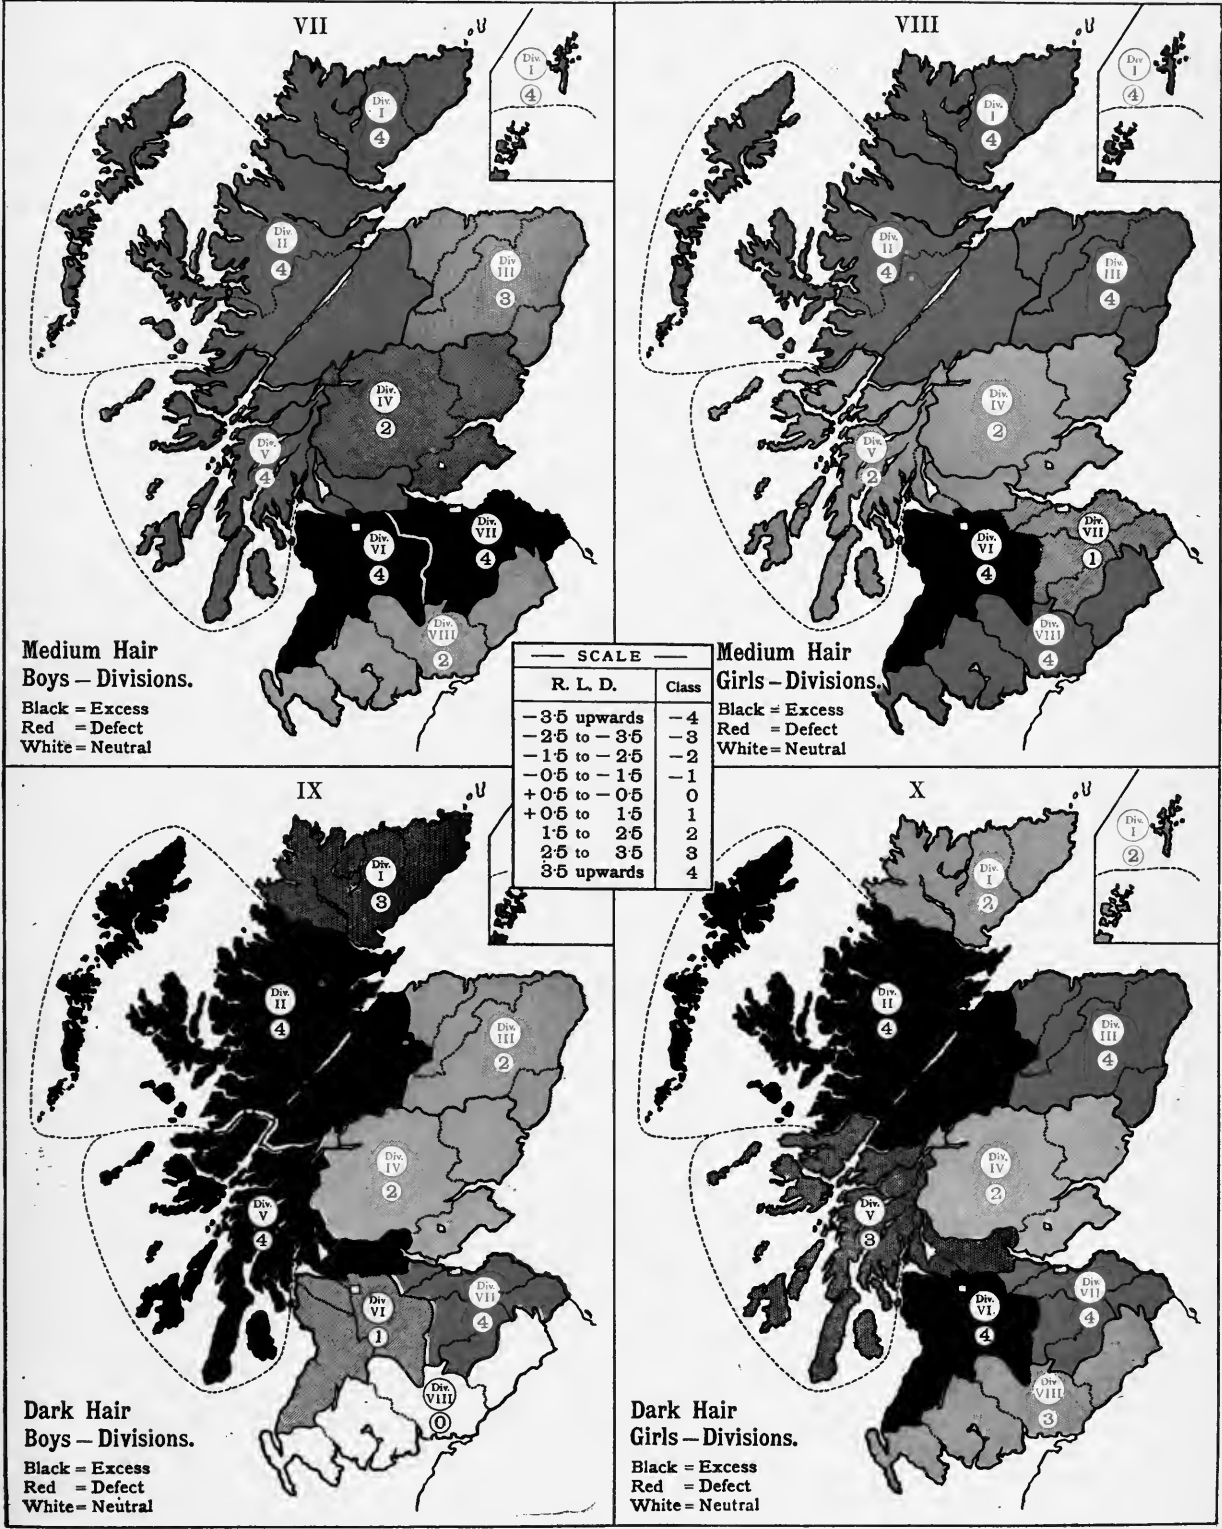 VII
Div.
I
4
Div.
I
4
Div.
II
4
Div
III
3
Div.
IV
2
Div.
V
4
Div.
VI
4
Div.
VII
4
Div.
VIII
2
Medium Hair
Boys – Divisions.
Black = Excess
Red = Defect
White = Neutral
VIII
Div
I
4
Div.
I
4
Div.
II
4
Div.
III
4
Div.
IV
2
Div.
V
2
Div.
VI
4
Div.
VII
1
Div.
VIII
4
Medium Hair
Girls – Divisions.
Black = Excess
Red = Defect
White = Neutral
SCALE
R. L. D. Class
−3·5 upwards −4
−2·5 to −3·5 −3
−1·5 to −2·5 −2
−0·5 to −1·5 −1
+0·5 to −0·5 0
+0·5 to 1·5 1
1·5 to 2·5 2
2·5 to 3·5 3
3·5 upwards 4
IX
Div.
I
3
Div.
II
4
Div.
III
2
Div.
IV
2
Div.
V
4
Div
VI
1
Div.
VII
4
Div.
VIII
0
Dark Hair
Boys – Divisions.
Black = Excess
Red = Defect
White = Neutral
X
Div.
I
2
Div.
I
2
Div.
II
4
Div.
III
4
Div.
IV
2
Div.
V
3
Div.
VI.
4
Div.
VII
4
Div
VIII
3
Dark Hair
Girls – Divisions.
Black = Excess
Red = Defect
White = Neutral